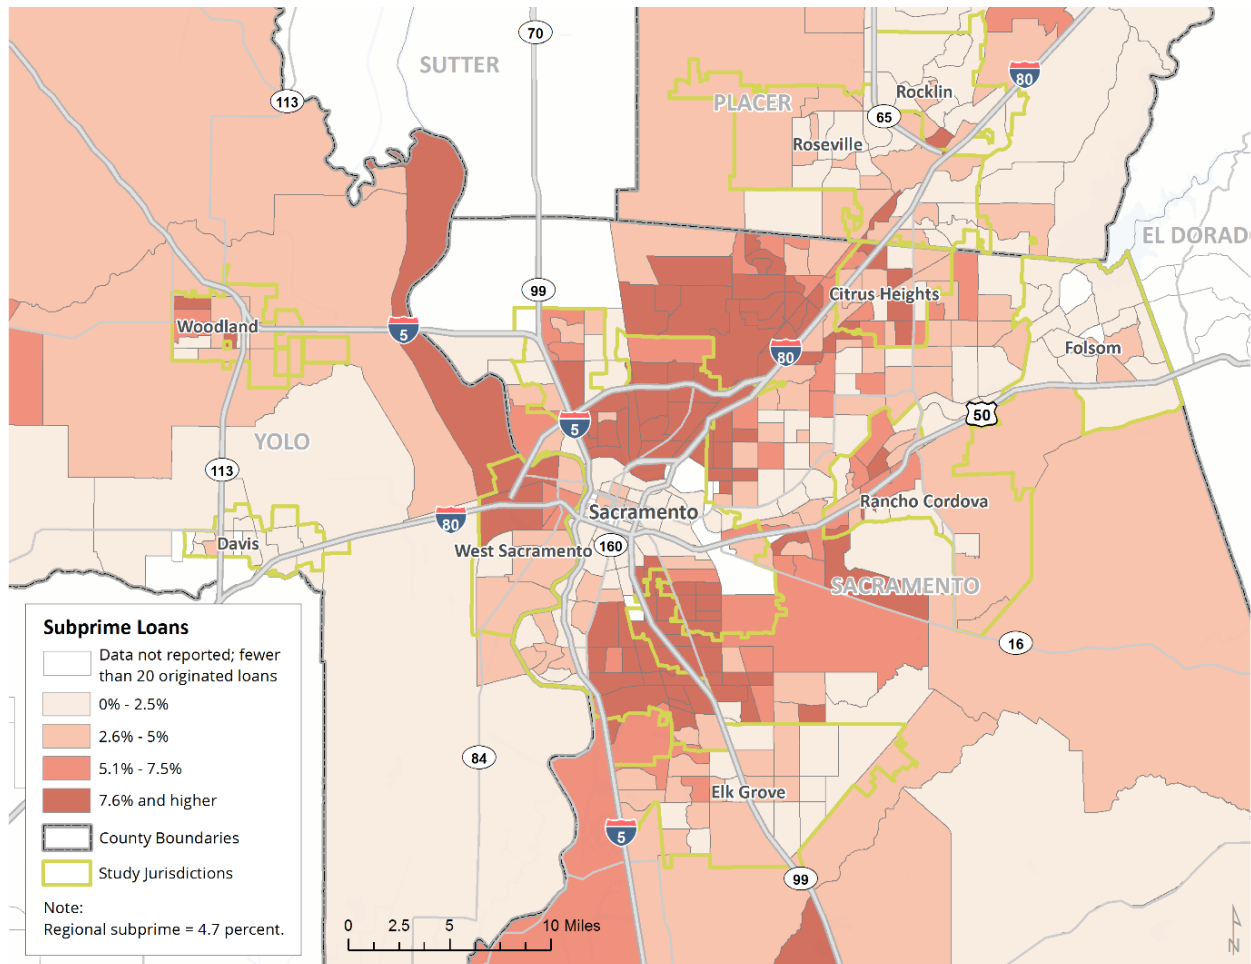 70
SUTTER
80
113
PLACER
Rocklin
65
Roseville
EL DORADO
99
Citrus Heights
Woodland
5
80
Folsom
50
5
YOLO
113
Rancho Cordova
Sacramento
80
Davis
West Sacramento
160
SACRAMENTO
16
84
Elk Grove
5
99
Subprime Loans
Data not reported; fewer
than 20 originated loans
0% - 2.5%
2.6% - 5%
5.1% - 7.5%
7.6% and higher
County Boundaries
Study Jurisdictions
Note:
Regional subprime = 4.7 percent.
0 2.5 5 10 Miles
N